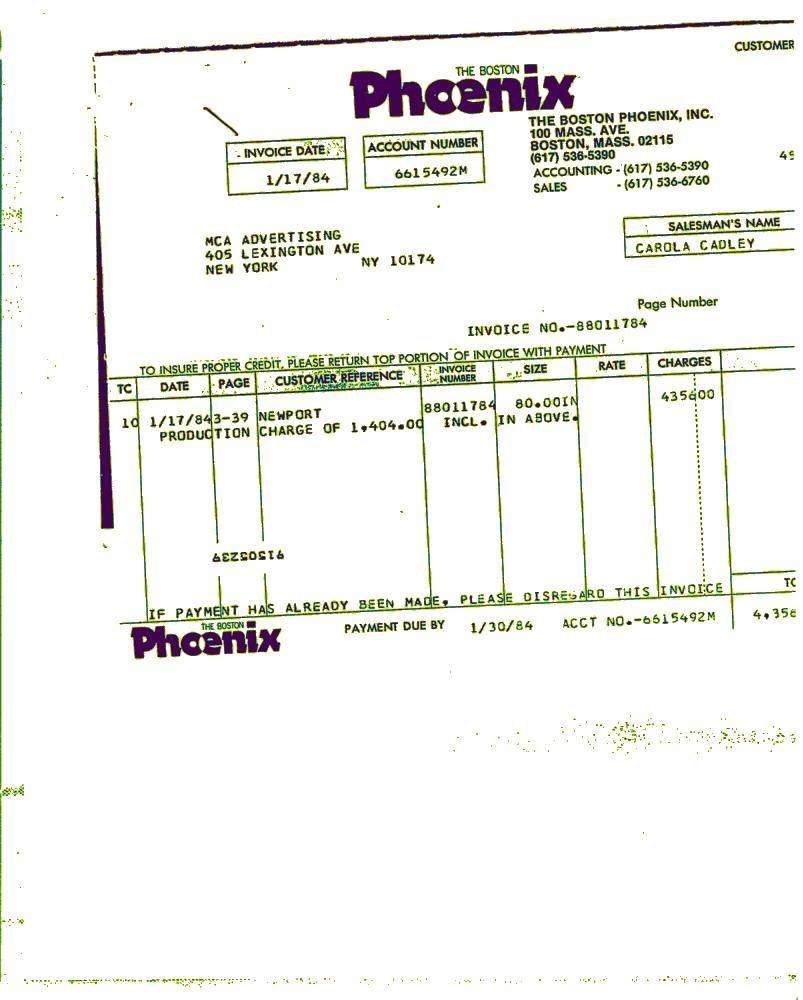 CUSTOMER
THE BOSTON
Phoenix
THE BOSTON PHOENIX, INC.
100 MASS. AVE.
BOSTON, MASS. 02115
(617) 536-5390
ACCOUNTING - (617) 536-5390
SALES - (617) 536-6760
INVOICE DATE
1/17/84
ACCOUNT NUMBER
6615492M
MCA ADVERTISING
405 LEXINGTON AVE
NEW YORK NY 10174
SALESMAN'S NAME
CAROLA CADLEY
Page Number
INVOICE NO.-88011784
TO INSURE PROPER CREDIT, PLEASE RETURN TOP PORTION OF INVOICE WITH PAYMENT
TC DATE PAGE CUSTOMER REFERENCE INVOICE NUMBER SIZE RATE CHARGES
10 1/17/84 3-39 NEWPORT 88011784 80.00IN 435600
PRODUCTION CHARGE OF 1,404.00 INCL. IN ABOVE.
91505234
IF PAYMENT HAS ALREADY BEEN MADE, PLEASE DISREGARD THIS INVOICE
THE BOSTON
Phoenix
PAYMENT DUE BY 1/30/84 ACCT NO.-6615492M 4,356